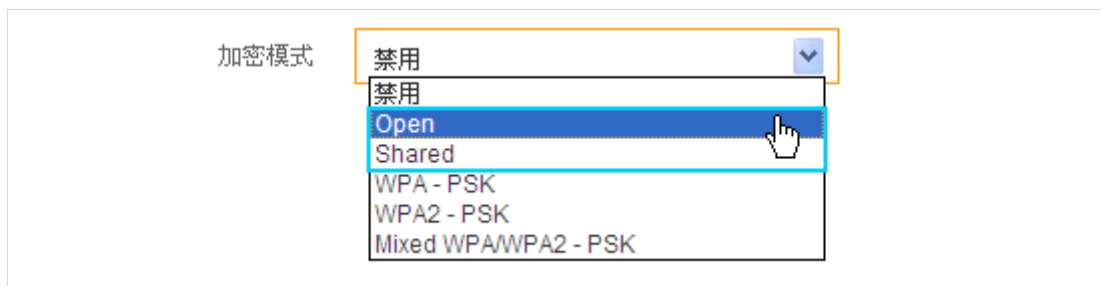 加密模式
禁用
禁用
Open
Shared
WPA - PSK
WPA2 - PSK
Mixed WPA/WPA2 - PSK